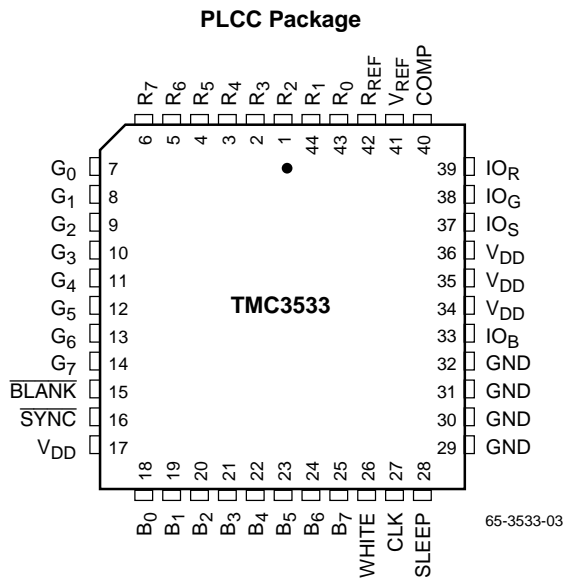 PLCC Package
R7 R6 R5 R4 R3 R2 R1 R0 RREF VREF COMP
6 5 4 3 2 1 44 43 42 41 40
G0 7 39 IOR
G1 8 38 IOG
G2 9 37 IOS
G3 10 36 VDD
G4 11 35 VDD
G5 12 TMC3533 34 VDD
G6 13 33 IOB
G7 14 32 GND
BLANK 15 31 GND
SYNC 16 30 GND
VDD 17 29 GND
18 19 20 21 22 23 24 25 26 27 28
B0 B1 B2 B3 B4 B5 B6 B7 WHITE CLK SLEEP
65-3533-03